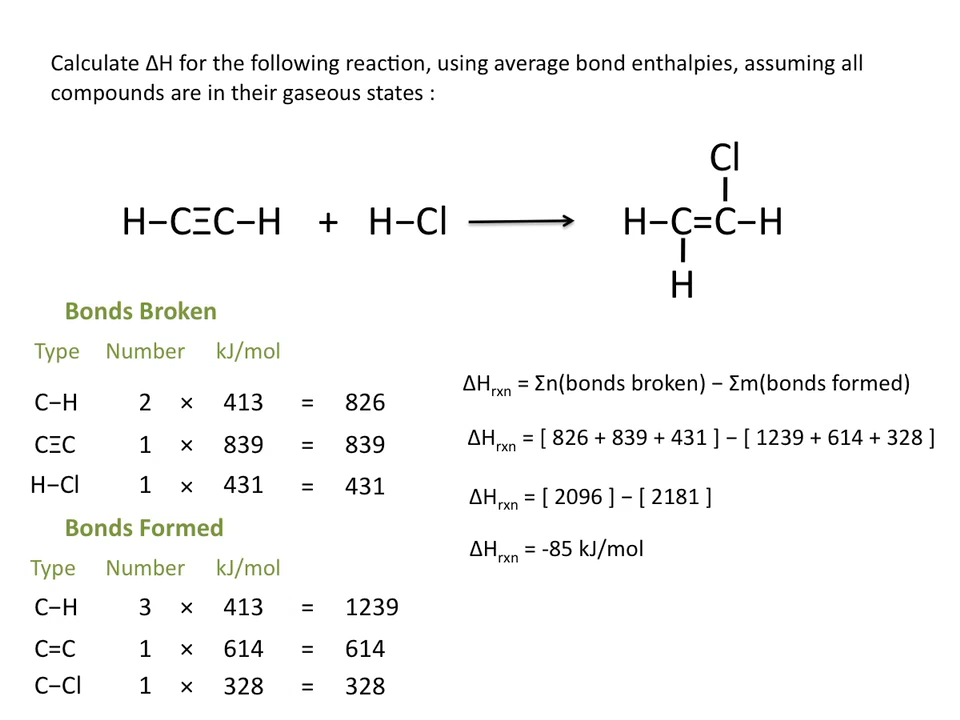 Calculate ΔH for the following reaction, using average bond enthalpies, assuming all
compounds are in their gaseous states :
Cl
H−CΞC−H + H−Cl ⟶ H−C=C−H
H
Bonds Broken
Type Number kJ/mol
C−H 2 × 413 = 826
CΞC 1 × 839 = 839
H−Cl 1 × 431 = 431
Bonds Formed
Type Number kJ/mol
C−H 3 × 413 = 1239
C=C 1 × 614 = 614
C−Cl 1 × 328 = 328
ΔHrxn = Σn(bonds broken) − Σm(bonds formed)
ΔHrxn = [ 826 + 839 + 431 ] − [ 1239 + 614 + 328 ]
ΔHrxn = [ 2096 ] − [ 2181 ]
ΔHrxn = -85 kJ/mol